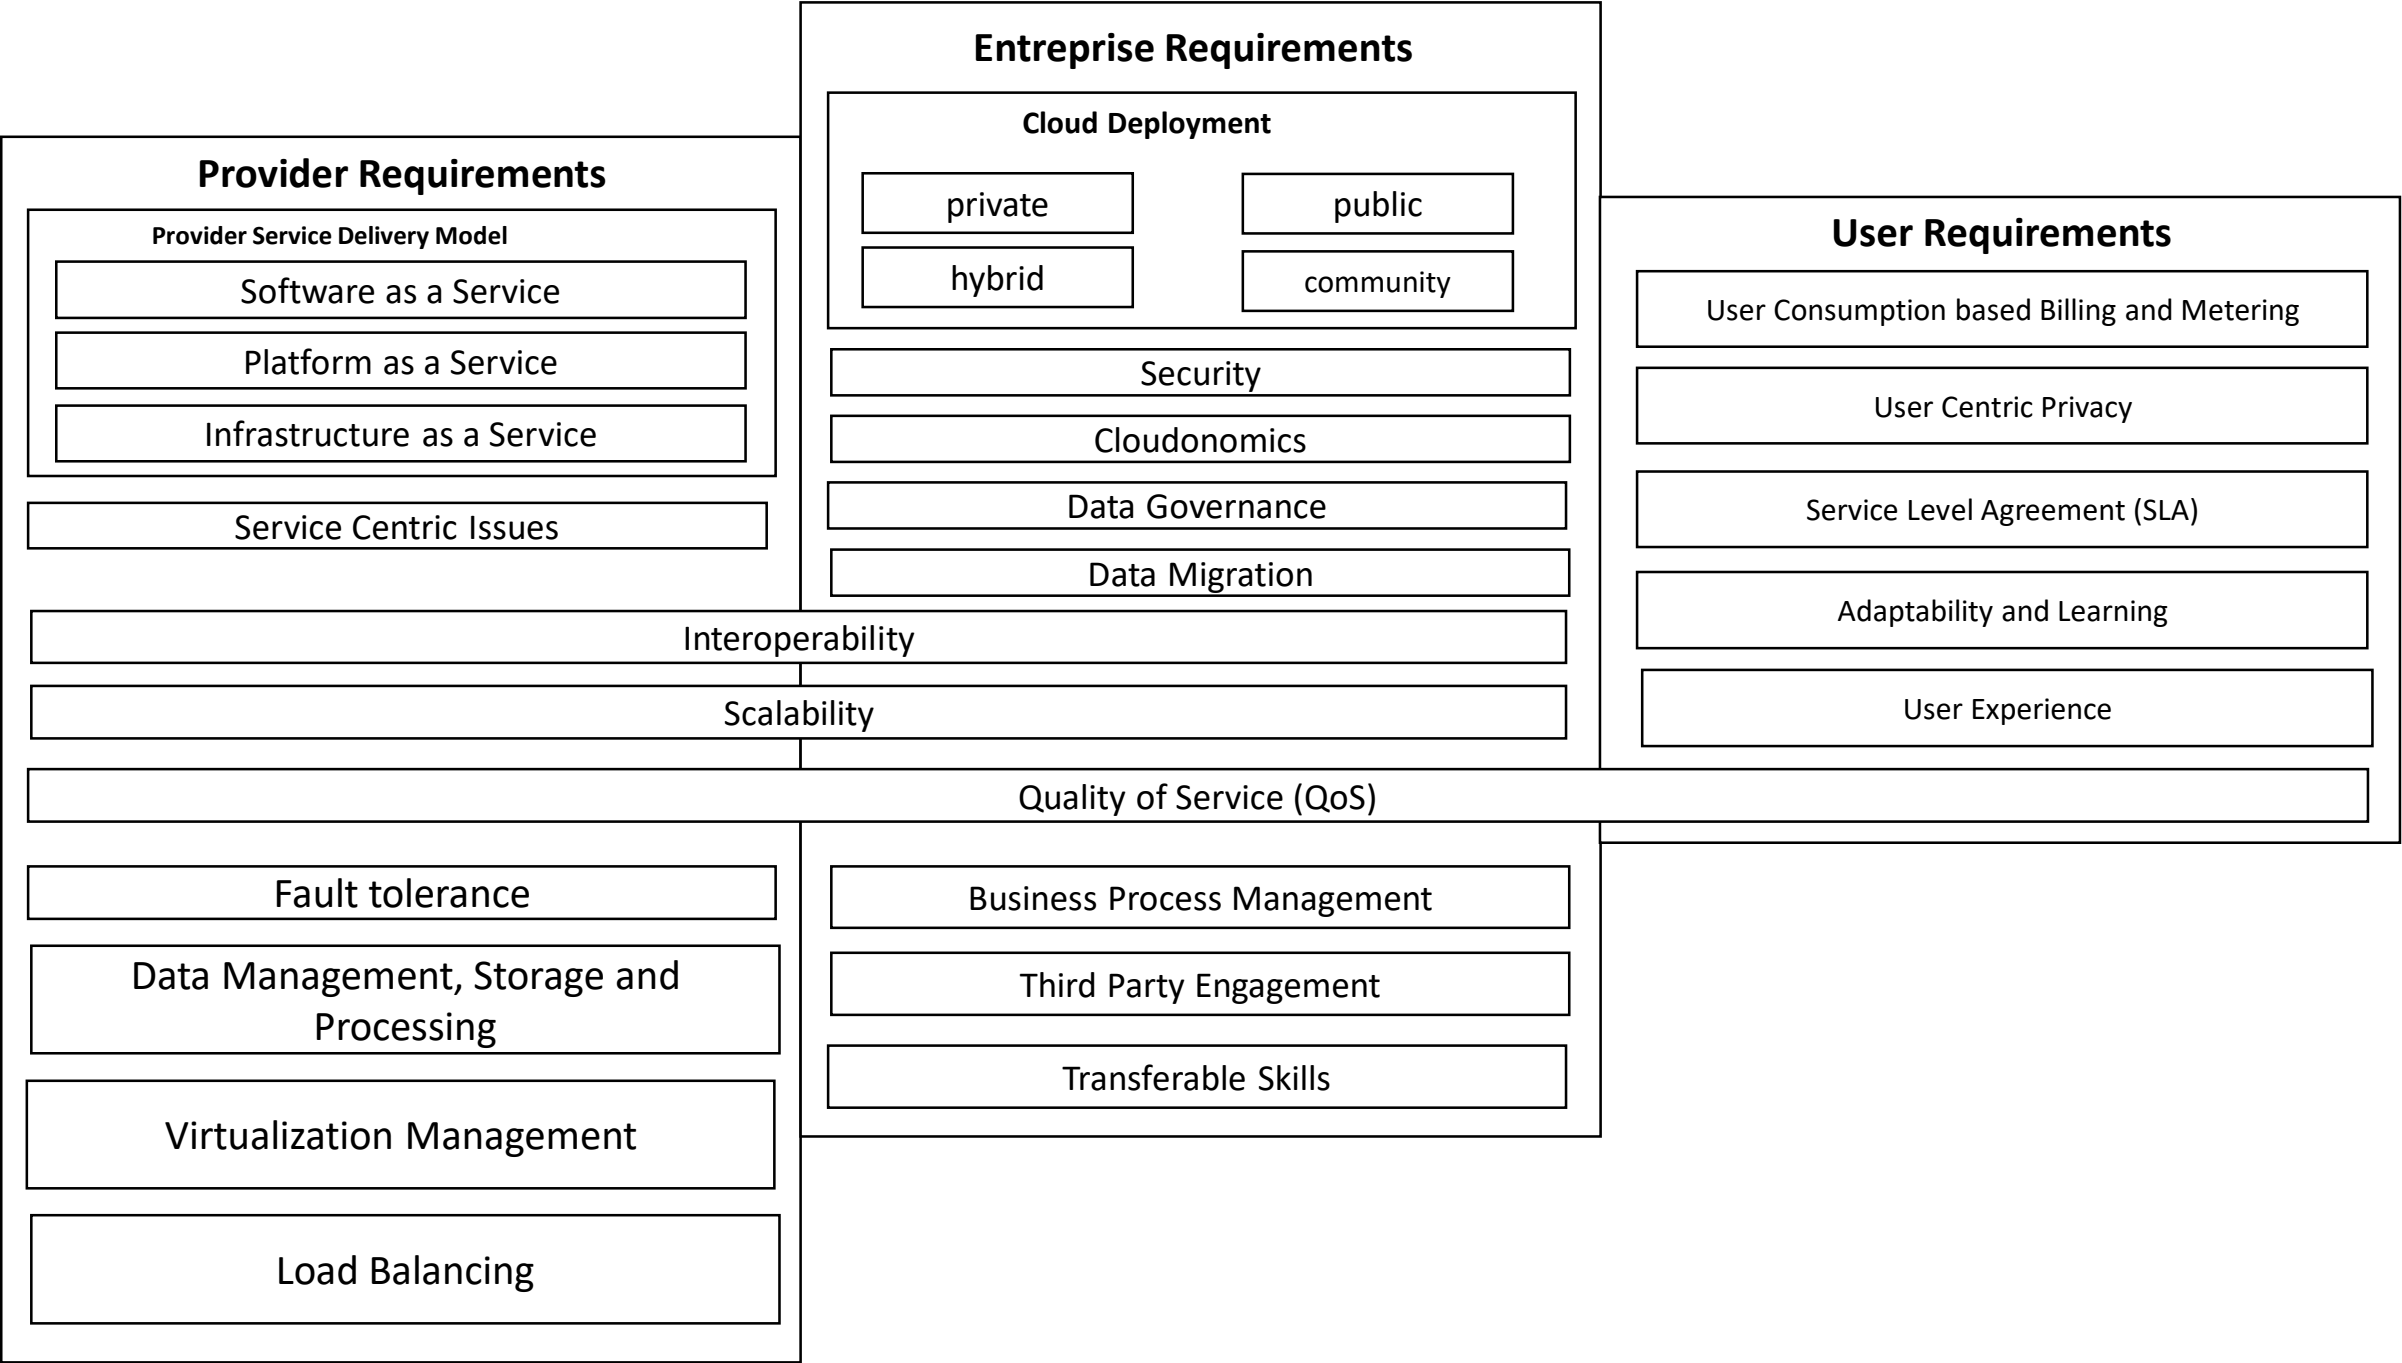 Entreprise Requirements
Cloud Deployment
private
public
hybrid
community
Security
Cloudonomics
Data Governance
Data Migration
Provider Requirements
Provider Service Delivery Model
Software as a Service
Platform as a Service
Infrastructure as a Service
Service Centric Issues
User Requirements
User Consumption based Billing and Metering
User Centric Privacy
Service Level Agreement (SLA)
Adaptability and Learning
User Experience
Interoperability
Scalability
Quality of Service (QoS)
Fault tolerance
Data Management, Storage and
Processing
Virtualization Management
Load Balancing
Business Process Management
Third Party Engagement
Transferable Skills